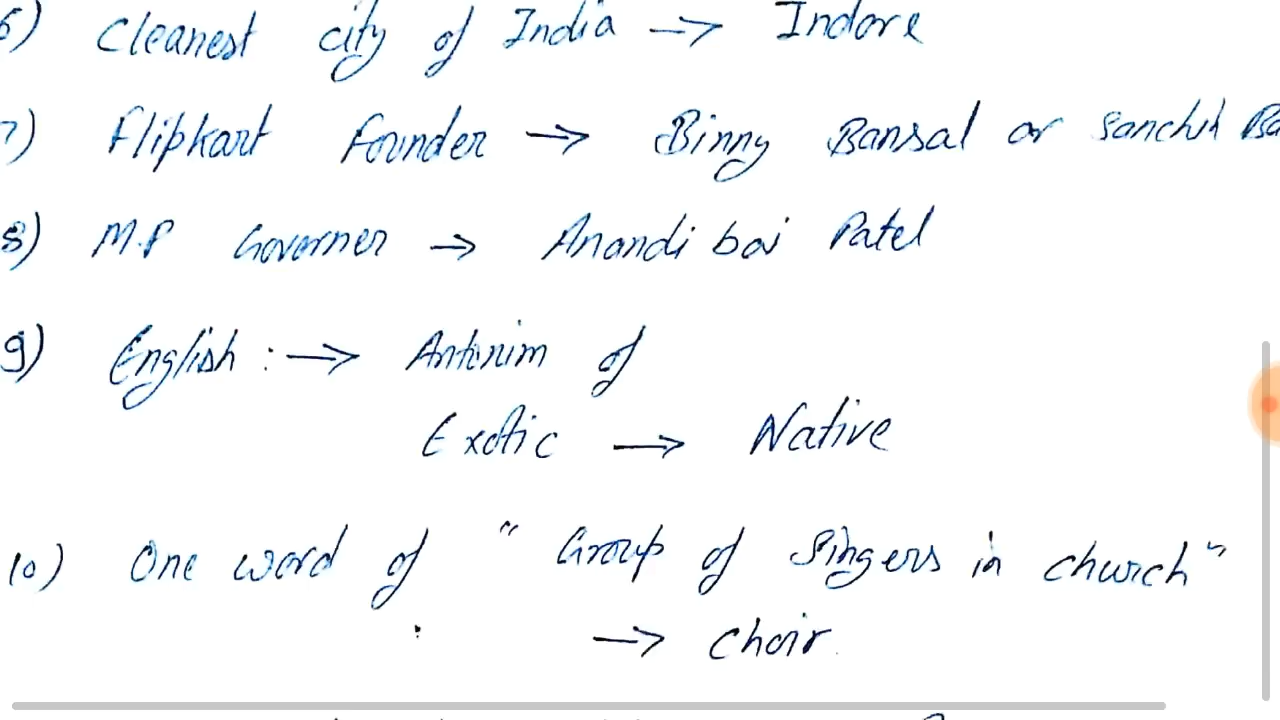 6) Cleanest city of India → Indore
7) Flipkart Founder → Binny Bansal or Sanchit Ba
8) M.P Governer → Anandi bai Patel
9) English :→ Antonim of
Exotic → Native
10) One word of " Group of Singers in church"
→ Choir.